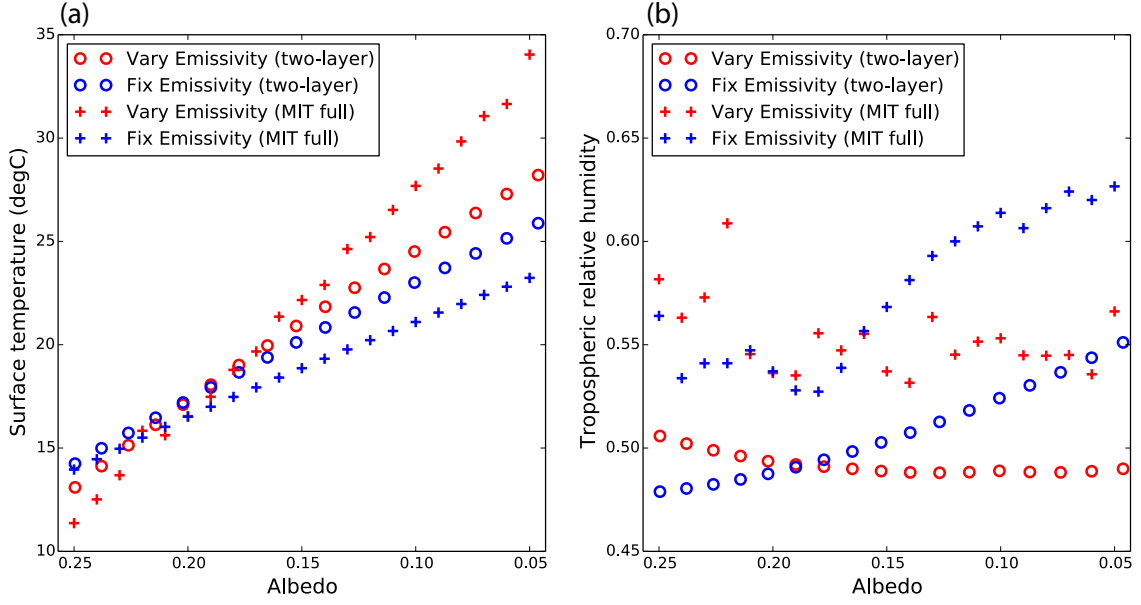 (a)
35
30
25
20
15
10
Surface temperature (degC)
Vary Emissivity (two-layer)
Fix Emissivity (two-layer)
Vary Emissivity (MIT full)
Fix Emissivity (MIT full)
0.25 0.20 0.15 0.10 0.05
Albedo
(b)
0.70
0.65
0.60
0.55
0.50
0.45
Tropospheric relative humidity
Vary Emissivity (two-layer)
Fix Emissivity (two-layer)
Vary Emissivity (MIT full)
Fix Emissivity (MIT full)
0.25 0.20 0.15 0.10 0.05
Albedo